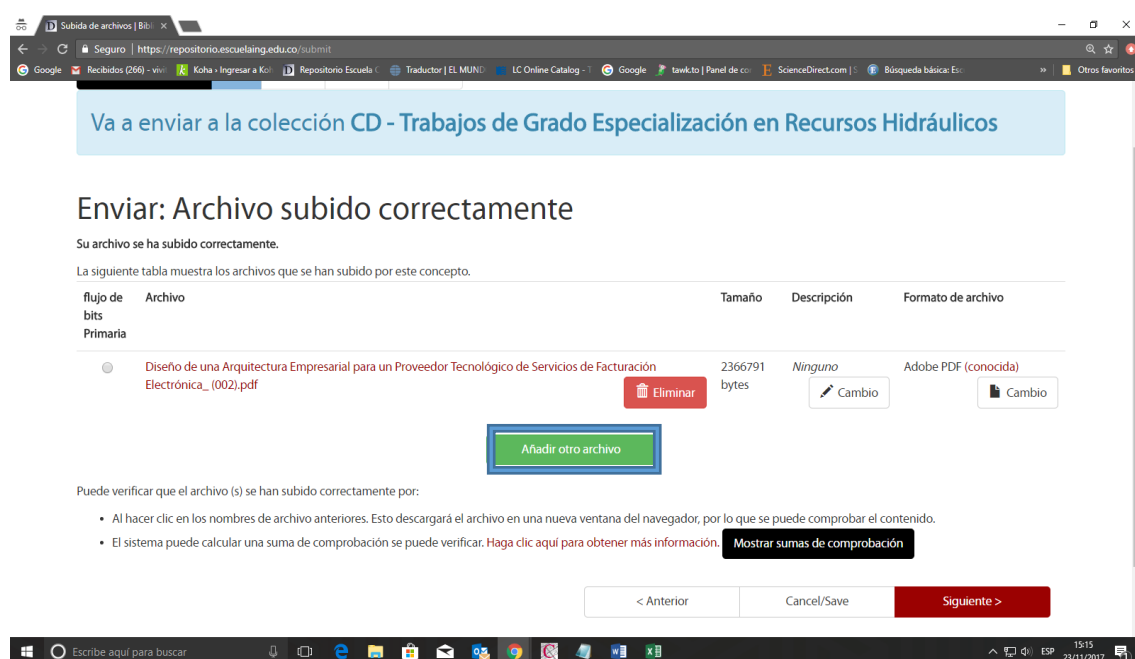 Subida de archivos | Bibl
Seguro | https://repositorio.escuelaing.edu.co/submit
Google Recibidos (266) - vivi Koha › Ingresar a Koh Repositorio Escuela C Traductor | EL MUND LC Online Catalog - T Google tawk.to | Panel de con ScienceDirect.com | S Búsqueda básica: Esc » Otros favoritos
Va a enviar a la colección CD - Trabajos de Grado Especialización en Recursos Hidráulicos
Enviar: Archivo subido correctamente
Su archivo se ha subido correctamente.
La siguiente tabla muestra los archivos que se han subido por este concepto.
flujo de bits Primaria Archivo Tamaño Descripción Formato de archivo
Diseño de una Arquitectura Empresarial para un Proveedor Tecnológico de Servicios de Facturación
Electrónica_ (002).pdf
Eliminar
2366791
bytes
Ninguno
Cambio
Adobe PDF (conocida)
Cambio
Añadir otro archivo
Puede verificar que el archivo (s) se han subido correctamente por:
• Al hacer clic en los nombres de archivo anteriores. Esto descargará el archivo en una nueva ventana del navegador, por lo que se puede comprobar el contenido.
• El sistema puede calcular una suma de comprobación se puede verificar. Haga clic aquí para obtener más información. Mostrar sumas de comprobación
< Anterior Cancel/Save Siguiente >
Escribe aquí para buscar ESP 15:15
23/11/2017